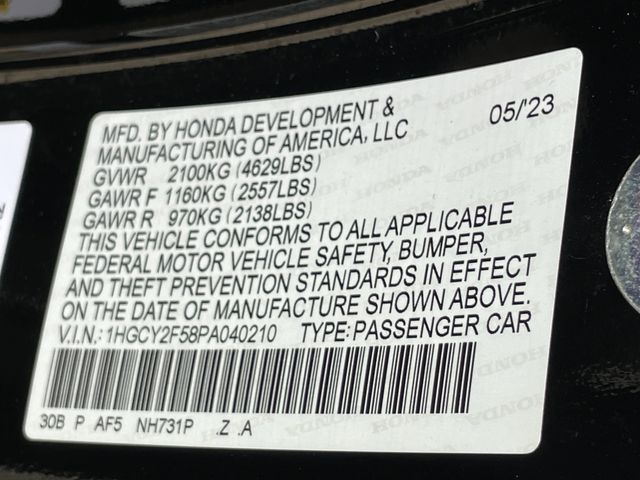 MFD. BY HONDA DEVELOPMENT & 05/'23
MANUFACTURING OF AMERICA, LLC
GVWR 2100KG (4629LBS)
GAWR F 1160KG (2557LBS)
GAWR R 970KG (2138LBS)
THIS VEHICLE CONFORMS TO ALL APPLICABLE
FEDERAL MOTOR VEHICLE SAFETY, BUMPER,
AND THEFT PREVENTION STANDARDS IN EFFECT
ON THE DATE OF MANUFACTURE SHOWN ABOVE.
V.I.N.: 1HGCY2F58PA040210 TYPE: PASSENGER CAR
30B P AF5 NH731P .Z .A